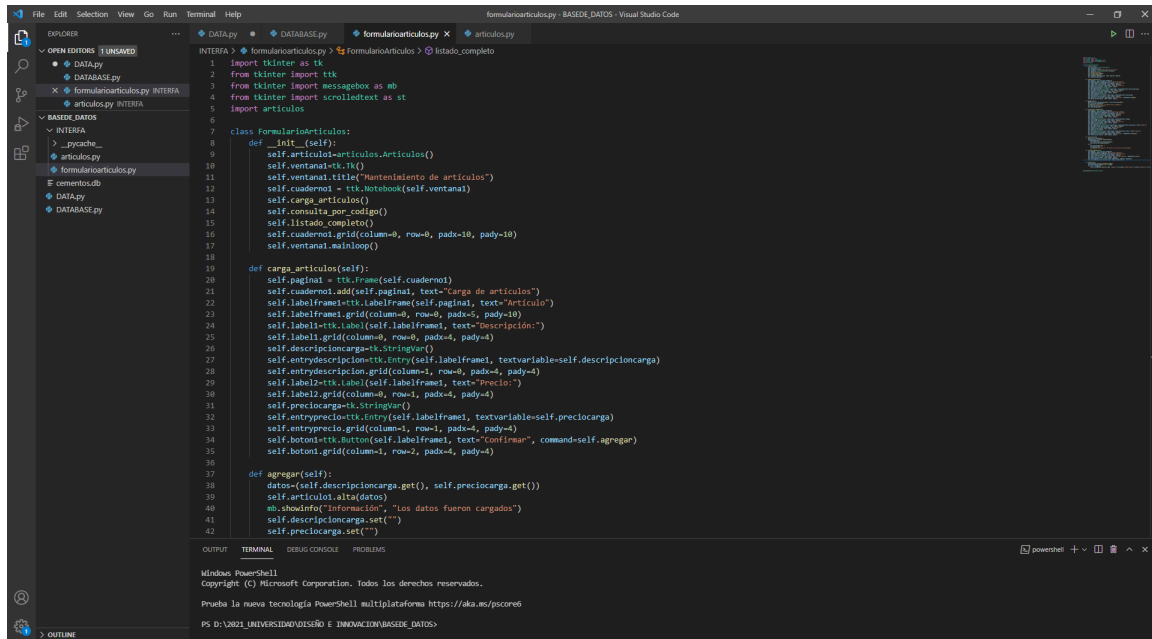 File Edit Selection View Go Run Terminal Help
formularioarticulos.py - BASEDE_DATOS - Visual Studio Code
EXPLORER
OPEN EDITORS 1 UNSAVED
DATA.py
DATABASE.py
formularioarticulos.py INTERFA
articulos.py INTERFA
BASEDE_DATOS
INTERFA
__pycache__
articulos.py
formularioarticulos.py
cementos.db
DATA.py
DATABASE.py
OUTLINE
DATA.py DATABASE.py formularioarticulos.py articulos.py
INTERFA > formularioarticulos.py > FormularioArticulos > listado_completo
1 import tkinter as tk
2 from tkinter import ttk
3 from tkinter import messagebox as mb
4 from tkinter import scrolledtext as st
5 import articulos
6
7 class FormularioArticulos:
8 def __init__(self):
9 self.articulo1=articulos.Articulos()
10 self.ventana1=tk.Tk()
11 self.ventana1.title("Mantenimiento de artículos")
12 self.cuaderno1 = ttk.Notebook(self.ventana1)
13 self.carga_articulos()
14 self.consulta_por_codigo()
15 self.listado_completo()
16 self.cuaderno1.grid(column=0, row=0, padx=10, pady=10)
17 self.ventana1.mainloop()
18
19 def carga_articulos(self):
20 self.pagina1 = ttk.Frame(self.cuaderno1)
21 self.cuaderno1.add(self.pagina1, text="Carga de artículos")
22 self.labelframe1=ttk.LabelFrame(self.pagina1, text="Artículo")
23 self.labelframe1.grid(column=0, row=0, padx=5, pady=10)
24 self.label1=ttk.Label(self.labelframe1, text="Descripción:")
25 self.label1.grid(column=0, row=0, padx=4, pady=4)
26 self.descripcioncarga=tk.StringVar()
27 self.entrydescripcion=ttk.Entry(self.labelframe1, textvariable=self.descripcioncarga)
28 self.entrydescripcion.grid(column=1, row=0, padx=4, pady=4)
29 self.label2=ttk.Label(self.labelframe1, text="Precio:")
30 self.label2.grid(column=0, row=1, padx=4, pady=4)
31 self.preciocarga=tk.StringVar()
32 self.entryprecio=ttk.Entry(self.labelframe1, textvariable=self.preciocarga)
33 self.entryprecio.grid(column=1, row=1, padx=4, pady=4)
34 self.boton1=ttk.Button(self.labelframe1, text="Confirmar", command=self.agregar)
35 self.boton1.grid(column=1, row=2, padx=4, pady=4)
36
37 def agregar(self):
38 datos=(self.descripcioncarga.get(), self.preciocarga.get())
39 self.articulo1.alta(datos)
40 mb.showinfo("Información", "Los datos fueron cargados")
41 self.descripcioncarga.set("")
42 self.preciocarga.set("")
OUTPUT TERMINAL DEBUG CONSOLE PROBLEMS
powershell
Windows PowerShell
Copyright (C) Microsoft Corporation. Todos los derechos reservados.
Prueba la nueva tecnología PowerShell multiplataforma https://aka.ms/pscore6
PS D:\2021_UNIVERSIDAD\DISEÑO E INNOVACION\BASEDE_DATOS>